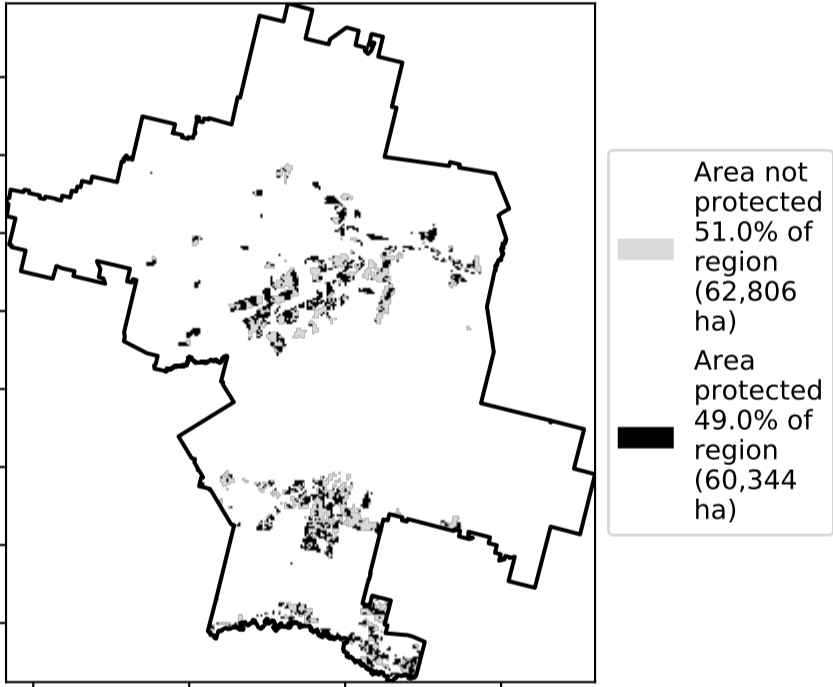 Area not
protected
51.0% of
region
(62,806
ha)
Area
protected
49.0% of
region
(60,344
ha)